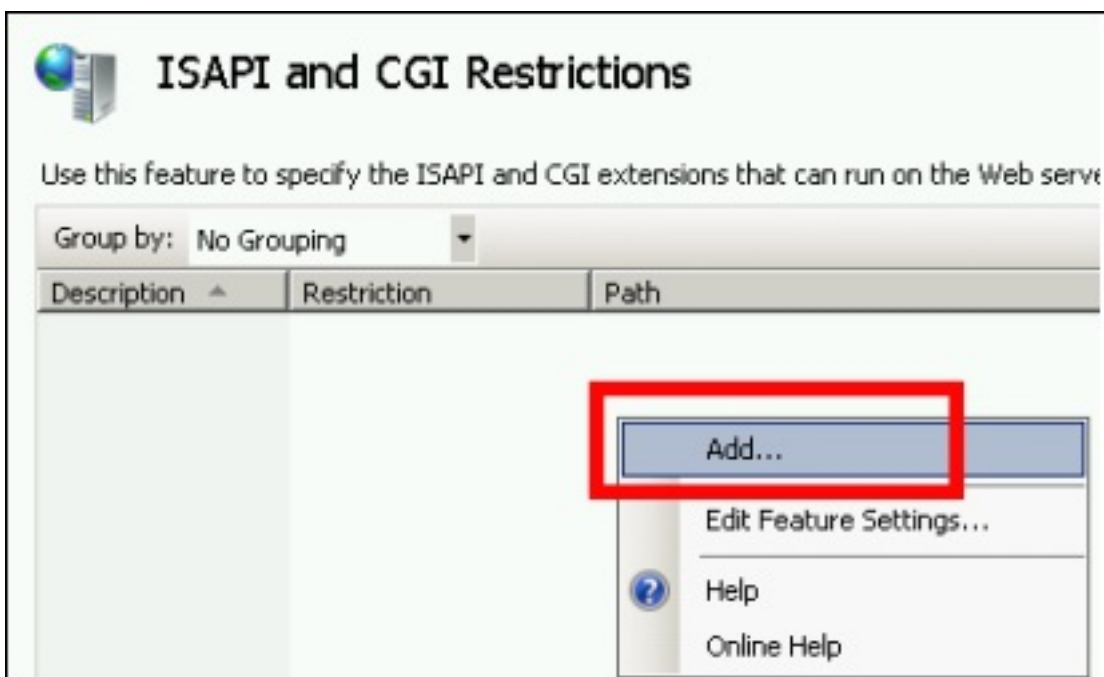 ISAPI and CGI Restrictions
Use this feature to specify the ISAPI and CGI extensions that can run on the Web serve
Group by: No Grouping
Description Restriction Path
Add...
Edit Feature Settings...
Help
Online Help